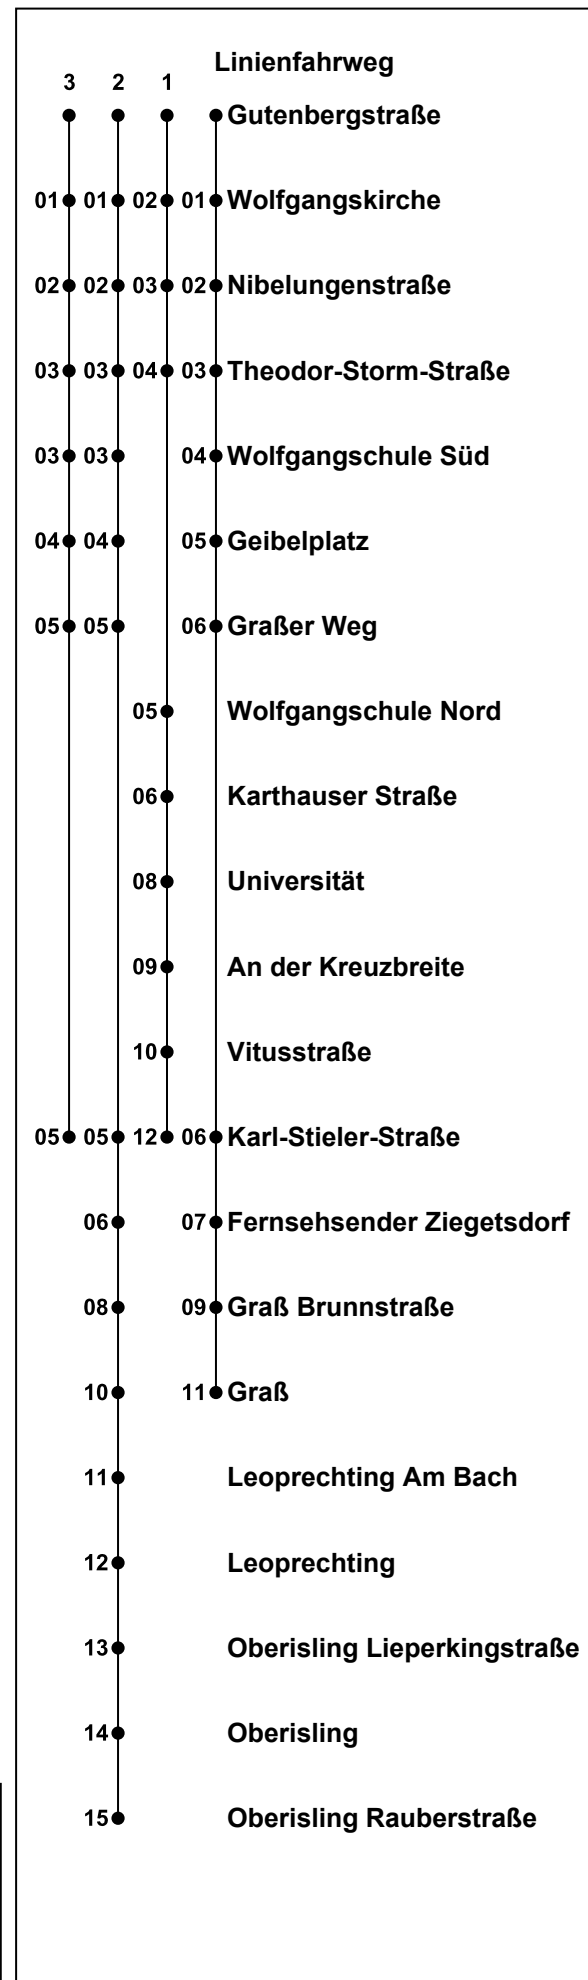 Linienfahrweg
3 2 1
Gutenbergstraße
01 01 02 01 Wolfgangskirche
02 02 03 02 Nibelungenstraße
03 03 04 03 Theodor-Storm-Straße
03 03 04 Wolfgangschule Süd
04 04 05 Geibelplatz
05 05 06 Graßer Weg
05 Wolfgangschule Nord
06 Karthauser Straße
08 Universität
09 An der Kreuzbreite
10 Vitusstraße
05 05 12 06 Karl-Stieler-Straße
06 07 Fernsehsender Ziegetsdorf
08 09 Graß Brunnstraße
10 11 Graß
11 Leoprechting Am Bach
12 Leoprechting
13 Oberisling Lieperkingstraße
14 Oberisling
15 Oberisling Rauberstraße